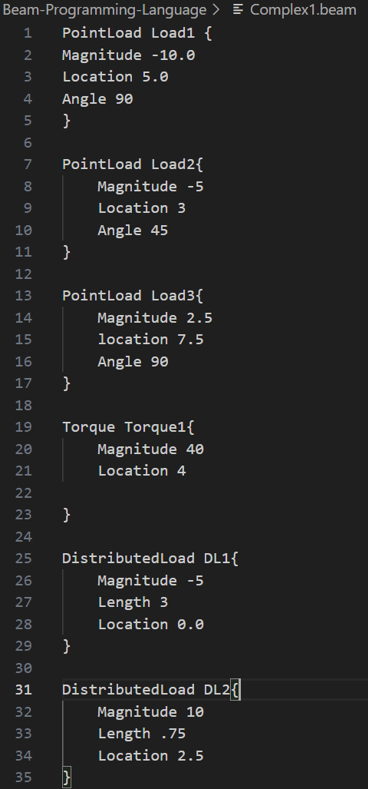 Beam-Programming-Language > Complex1.beam
1 PointLoad Load1 {
2 Magnitude -10.0
3 Location 5.0
4 Angle 90
5 }
6
7 PointLoad Load2{
8     Magnitude -5
9     Location 3
10     Angle 45
11 }
12
13 PointLoad Load3{
14     Magnitude 2.5
15     location 7.5
16     Angle 90
17 }
18
19 Torque Torque1{
20     Magnitude 40
21     Location 4
22
23 }
24
25 DistributedLoad DL1{
26     Magnitude -5
27     Length 3
28     Location 0.0
29 }
30
31 DistributedLoad DL2{
32     Magnitude 10
33     Length .75
34     Location 2.5
35 }